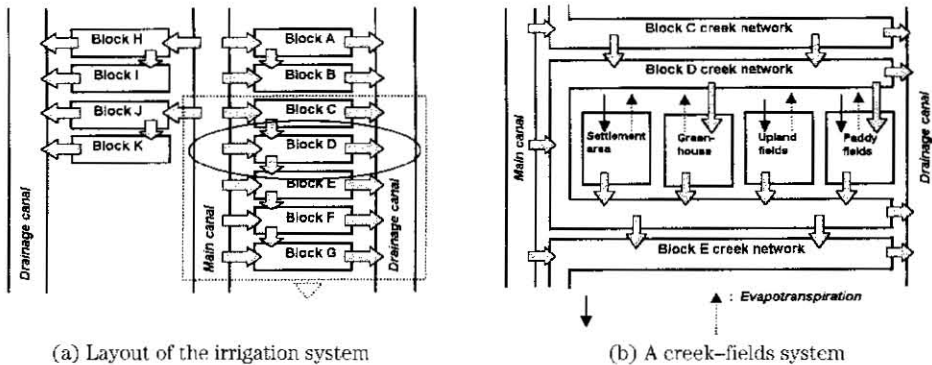 Block H
Block I
Block J
Block K
Drainage canal
Block A
Block B
Block C
Block D
Block E
Block F
Block G
Main canal
Drainage canal
(a) Layout of the irrigation system
Block C creek network
Block D creek network
Settlement
area
Green-
house
Upland
fields
Paddy
fields
Block E creek network
Main canal
Drainage canal
: Evapotranspiration
(b) A creek–fields system